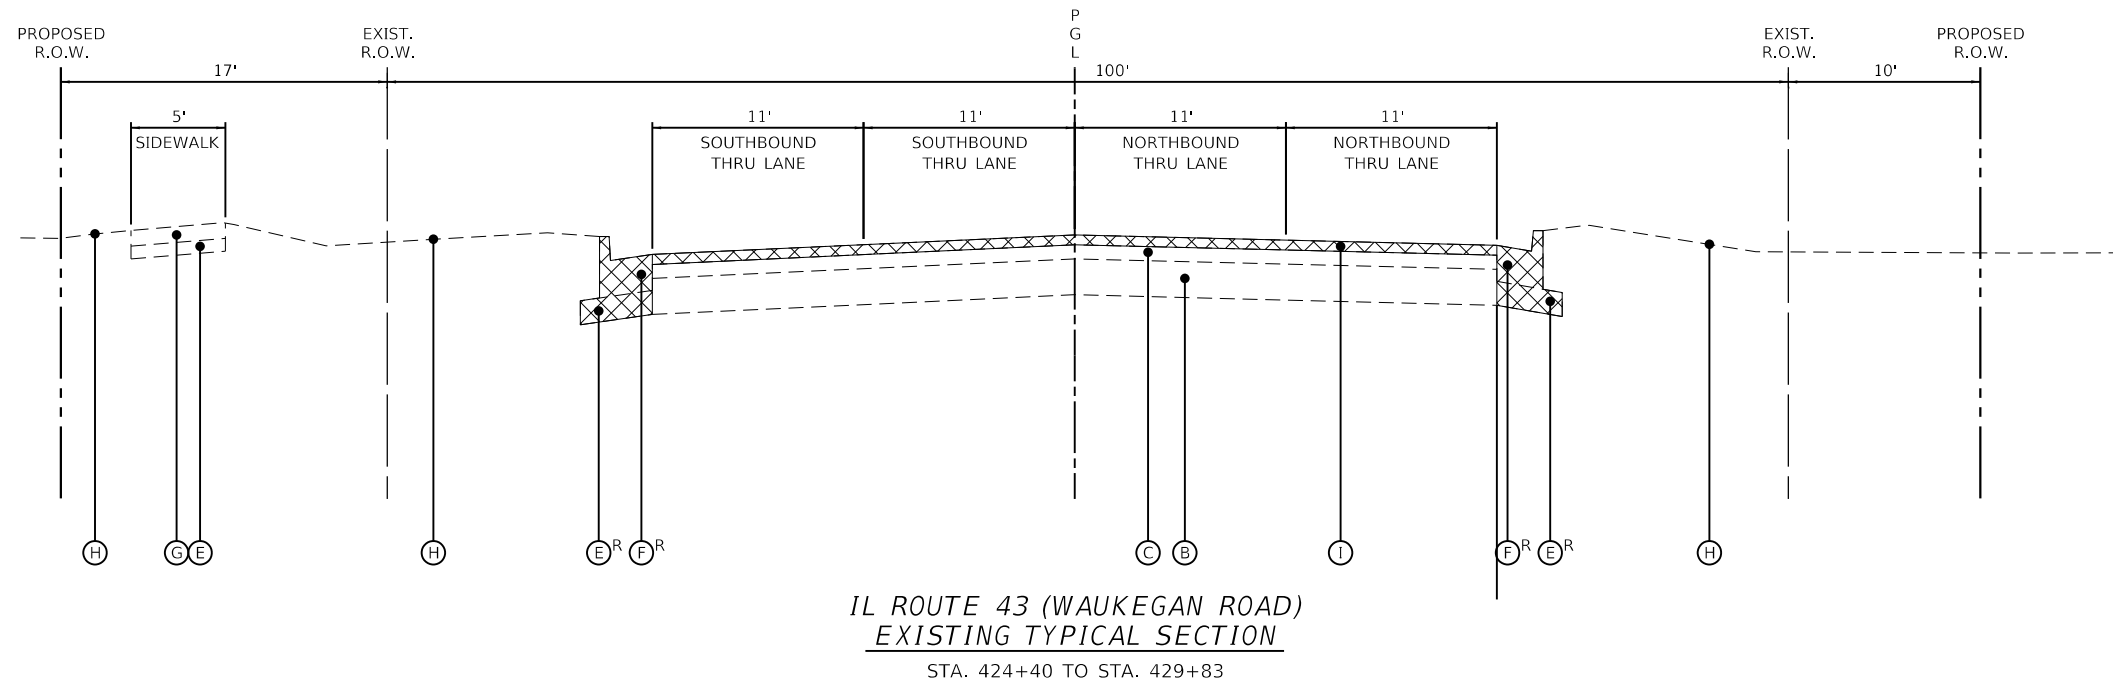 P
G
L
PROPOSED
R.O.W.
EXIST.
R.O.W.
EXIST.
R.O.W.
PROPOSED
R.O.W.
17'
100'
10'
5'
SIDEWALK
11'
SOUTHBOUND
THRU LANE
11'
SOUTHBOUND
THRU LANE
11'
NORTHBOUND
THRU LANE
11'
NORTHBOUND
THRU LANE
H
G
E
H
E R
F R
C
B
I
F R
E R
H
IL ROUTE 43 (WAUKEGAN ROAD)
EXISTING TYPICAL SECTION
STA. 424+40 TO STA. 429+83